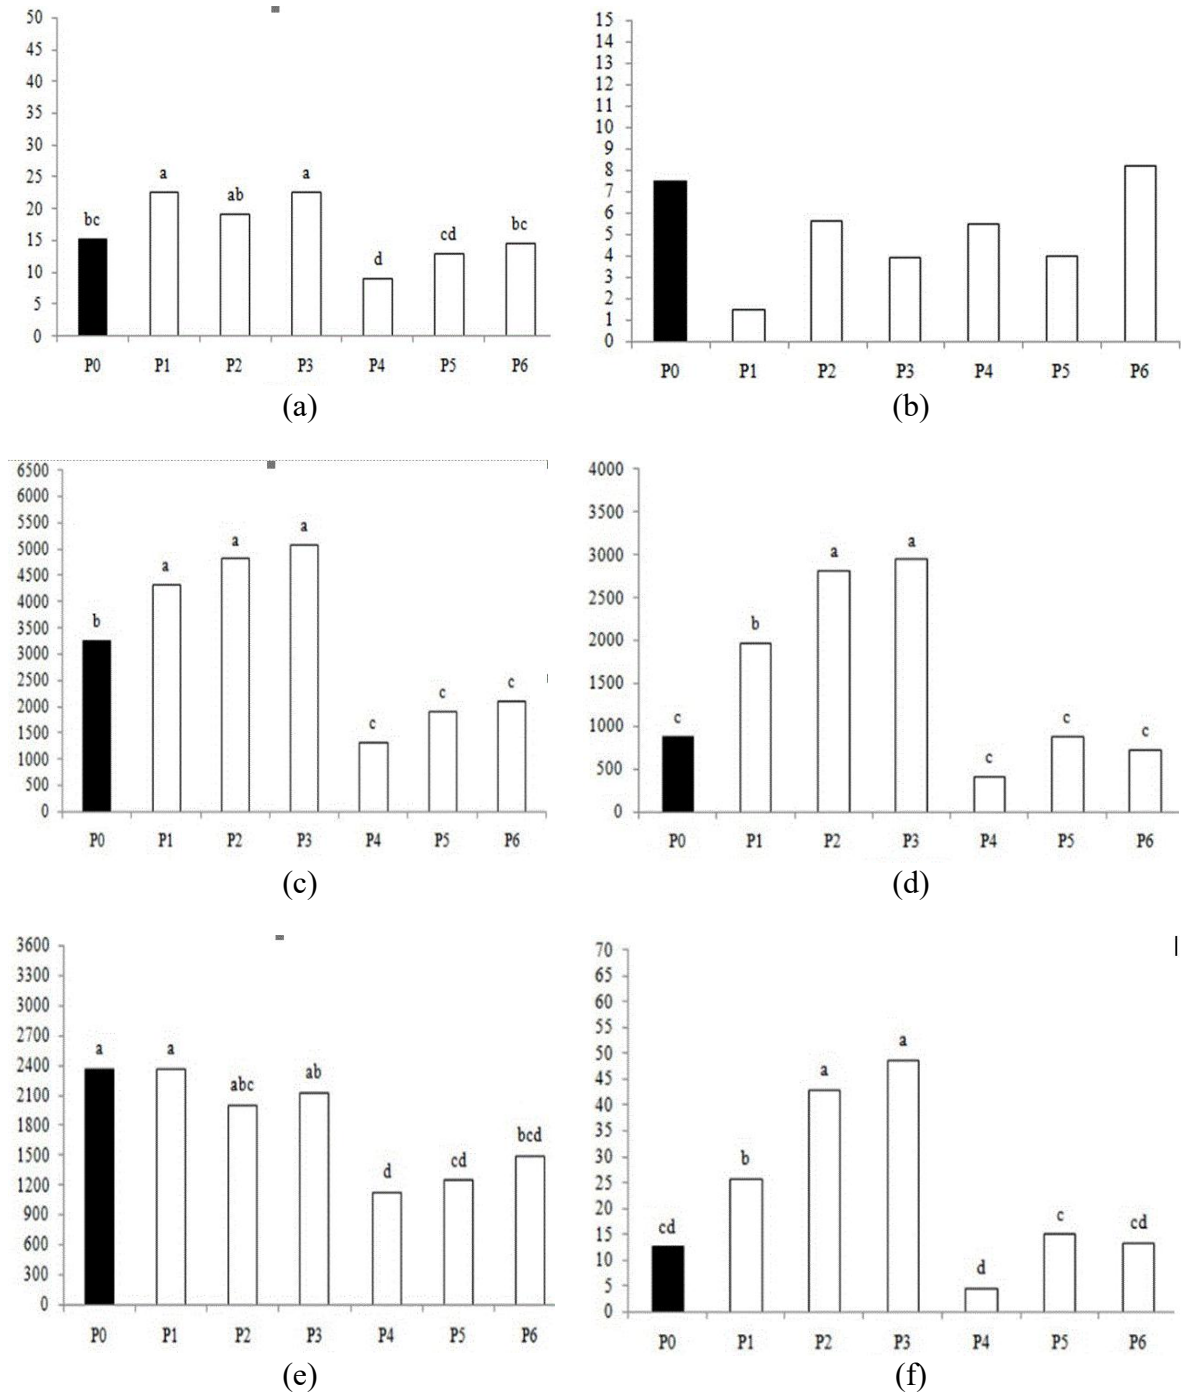 50
45
40
35
30
25
20
15
10
5
0
a
a
ab
bc
bc
cd
d
P0 P1 P2 P3 P4 P5 P6
(a)
15
14
13
12
11
10
9
8
7
6
5
4
3
2
1
0
P0 P1 P2 P3 P4 P5 P6
(b)
6500
6000
5500
5000
4500
4000
3500
3000
2500
2000
1500
1000
500
0
a
a
a
b
c
c
c
P0 P1 P2 P3 P4 P5 P6
(c)
4000
3500
3000
2500
2000
1500
1000
500
0
a
a
b
c
c
c
c
P0 P1 P2 P3 P4 P5 P6
(d)
3600
3300
3000
2700
2400
2100
1800
1500
1200
900
600
300
0
a a
ab
abc
bcd
cd
d
P0 P1 P2 P3 P4 P5 P6
(e)
70
65
60
55
50
45
40
35
30
25
20
15
10
5
0
a
a
b
c
cd cd
d
P0 P1 P2 P3 P4 P5 P6
(f)